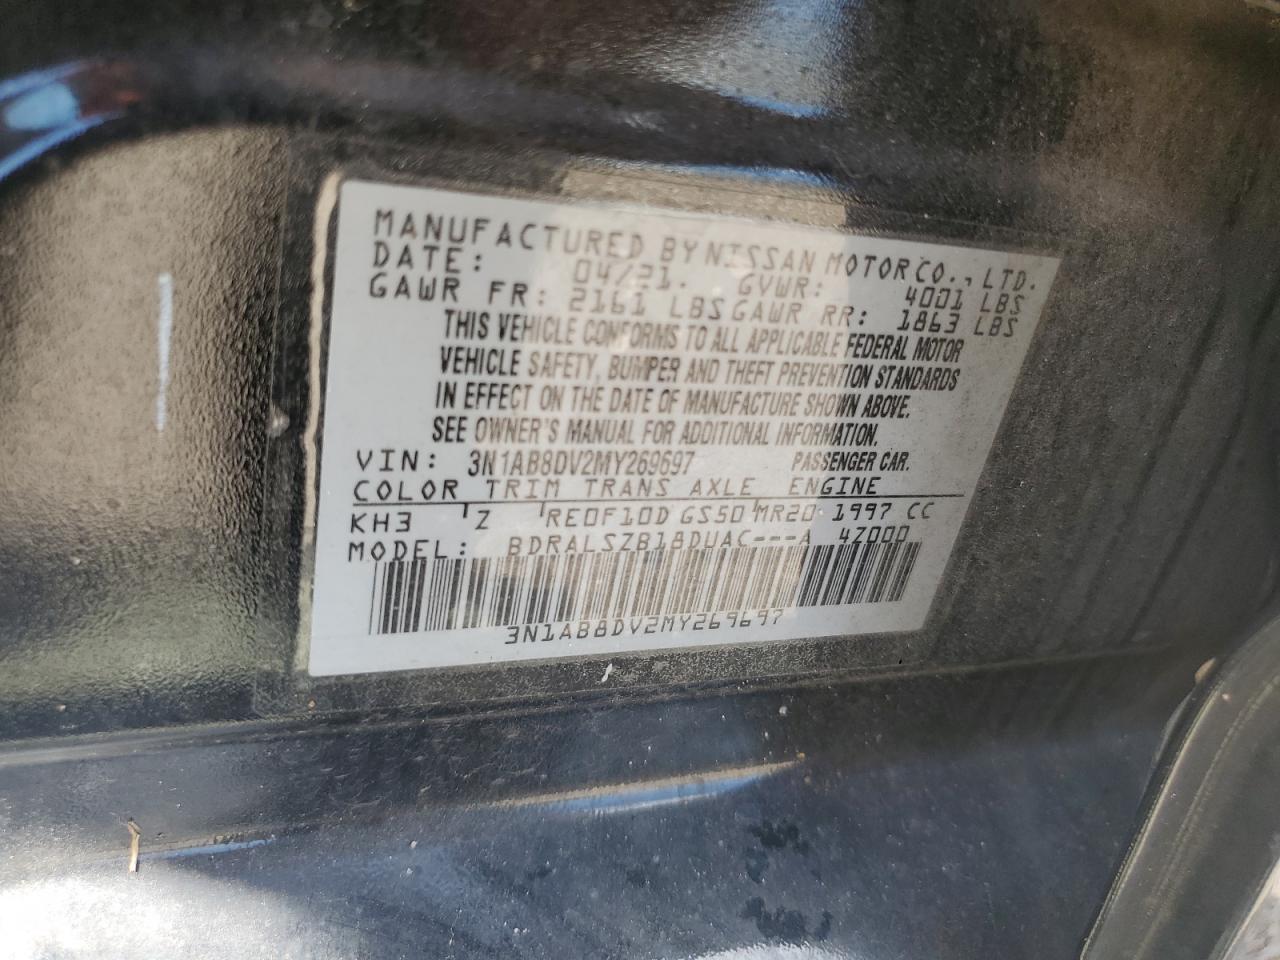 MANUFACTURED BY NISSAN MOTOR CO., LTD.
DATE: 04/21. GVWR: 4001 LBS
GAWR FR: 2161 LBS GAWR RR: 1863 LBS
THIS VEHICLE CONFORMS TO ALL APPLICABLE FEDERAL MOTOR
VEHICLE SAFETY, BUMPER AND THEFT PREVENTION STANDARDS
IN EFFECT ON THE DATE OF MANUFACTURE SHOWN ABOVE.
SEE OWNER'S MANUAL FOR ADDITIONAL INFORMATION.
VIN: 3N1AB8DV2MY269697 PASSENGER CAR.
COLOR TRIM TRANS AXLE ENGINE
KH3 Z RE0F10D GS50 MR20 1997 CC
MODEL: BDRALSZB18DUAC---A 4Z000
3N1AB8DV2MY269697